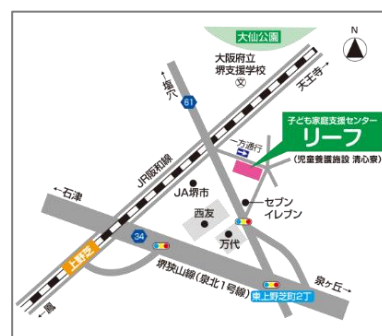 N
大仙公園
大阪府立
堺支援学校
文
天王寺→
←塩穴
61
子ども家庭支援センター
リーフ
(児童養護施設 清心寮)
一方通行
JR阪和線
JA堺市
セブン
イレブン
←石津
西友
万代
34
上野芝
堺狭山線(泉北1号線)
泉ヶ丘→
東上野芝町2丁
←鳳